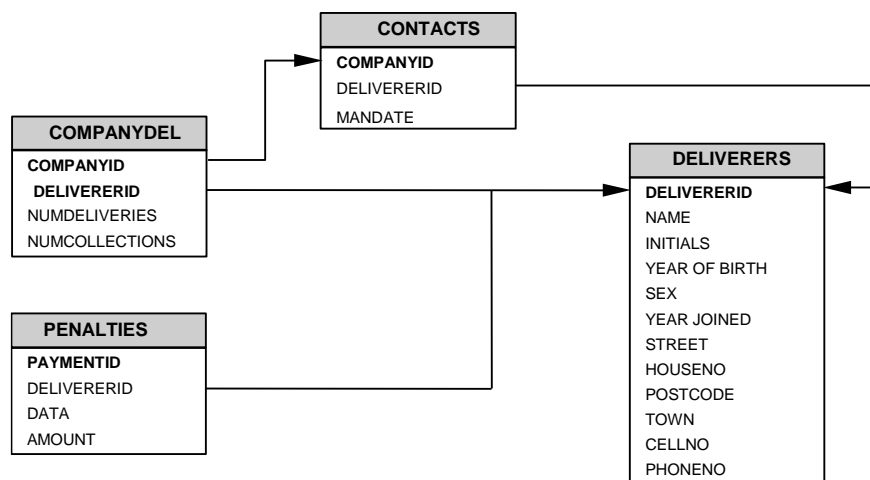 CONTACTS
COMPANYID
DELIVERERID
MANDATE
COMPANYDEL
COMPANYID
DELIVERERID
NUMDELIVERIES
NUMCOLLECTIONS
DELIVERERS
DELIVERERID
NAME
INITIALS
YEAR OF BIRTH
SEX
YEAR JOINED
STREET
HOUSENO
POSTCODE
TOWN
CELLNO
PHONENO
PENALTIES
PAYMENTID
DELIVERERID
DATA
AMOUNT